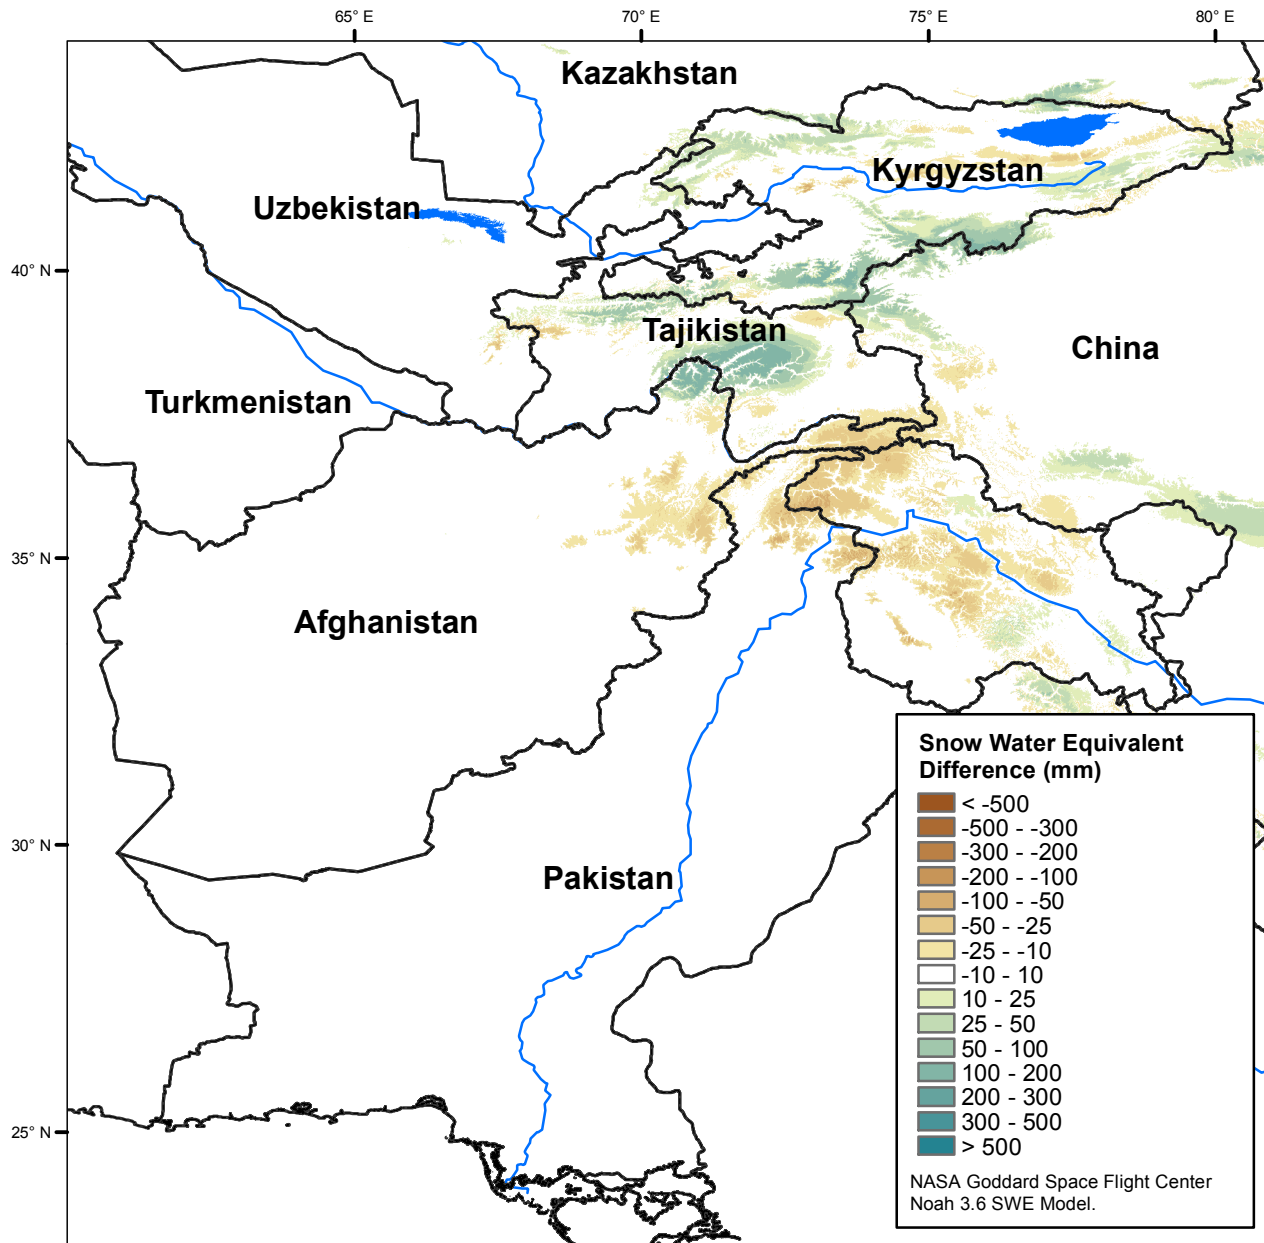 65° E 70° E 75° E 80° E
Kazakhstan
Kyrgyzstan
Uzbekistan
40° N
Tajikistan
China
Turkmenistan
35° N
Afghanistan
Snow Water Equivalent
Difference (mm)
< -500
-500 - -300
-300 - -200
-200 - -100
-100 - -50
-50 - -25
-25 - -10
-10 - 10
10 - 25
25 - 50
50 - 100
100 - 200
200 - 300
300 - 500
> 500
NASA Goddard Space Flight Center
Noah 3.6 SWE Model.
30° N
Pakistan
25° N